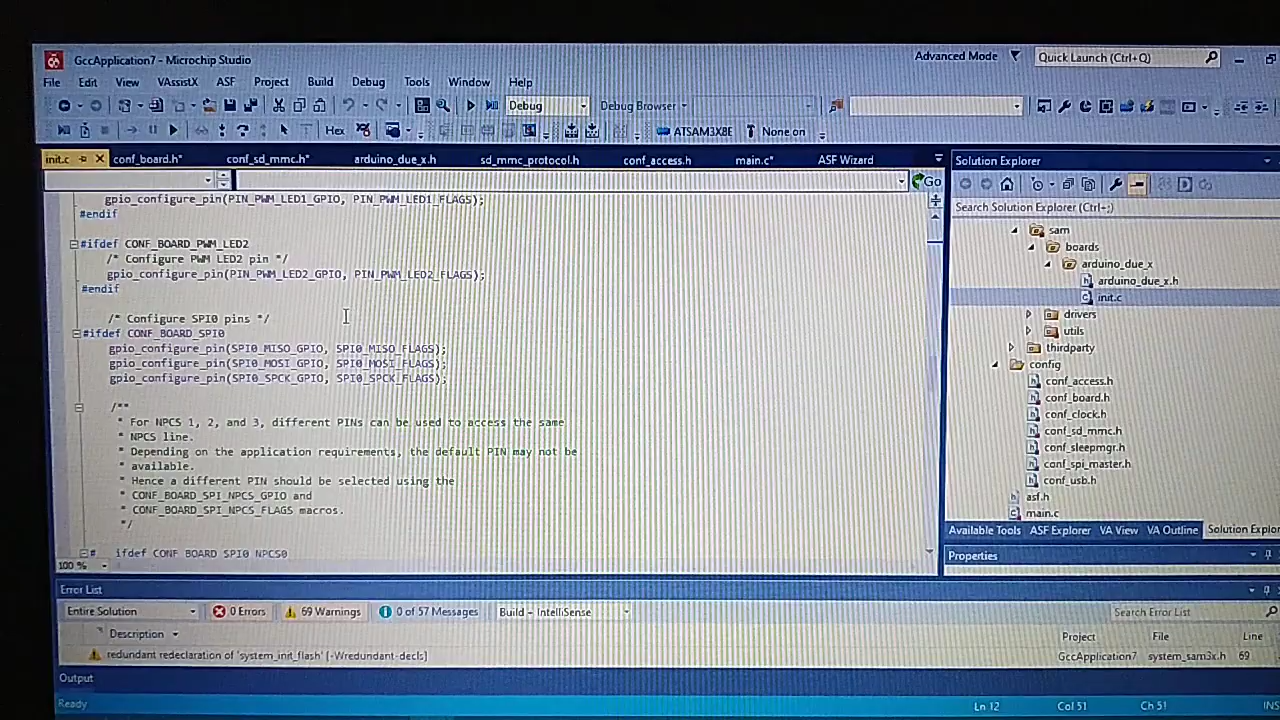 GccApplication7 - Microchip Studio
Advanced Mode
Quick Launch (Ctrl+Q)
File Edit View VAssistX ASF Project Build Debug Tools Window Help
Debug
Debug Browser
Hex
ATSAM3X8E
None on
init.c
conf_board.h*
conf_sd_mmc.h*
arduino_due_x.h
sd_mmc_protocol.h
conf_access.h
main.c*
ASF Wizard
Go
gpio_configure_pin(PIN_PWM_LED1_GPIO, PIN_PWM_LED1_FLAGS);
#endif
#ifdef CONF_BOARD_PWM_LED2
/* Configure PWM LED2 pin */
gpio_configure_pin(PIN_PWM_LED2_GPIO, PIN_PWM_LED2_FLAGS);
#endif
/* Configure SPI0 pins */
#ifdef CONF_BOARD_SPI0
gpio_configure_pin(SPI0_MISO_GPIO, SPI0_MISO_FLAGS);
gpio_configure_pin(SPI0_MOSI_GPIO, SPI0_MOSI_FLAGS);
gpio_configure_pin(SPI0_SPCK_GPIO, SPI0_SPCK_FLAGS);
/**
* For NPCS 1, 2, and 3, different PINs can be used to access the same
* NPCS line.
* Depending on the application requirements, the default PIN may not be
* available.
* Hence a different PIN should be selected using the
* CONF_BOARD_SPI_NPCS_GPIO and
* CONF_BOARD_SPI_NPCS_FLAGS macros.
*/
# ifdef CONF_BOARD_SPI0_NPCS0
100 %
Solution Explorer
Search Solution Explorer (Ctrl+;)
sam
boards
arduino_due_x
arduino_due_x.h
init.c
drivers
utils
thirdparty
config
conf_access.h
conf_board.h
conf_clock.h
conf_sd_mmc.h
conf_sleepmgr.h
conf_spi_master.h
conf_usb.h
asf.h
main.c
Available Tools ASF Explorer VA View VA Outline Solution Explo
Properties
Error List
Entire Solution
0 Errors
69 Warnings
0 of 57 Messages
Build + IntelliSense
Search Error List
Description
Project
File
Line
redundant redeclaration of 'system_init_flash' [-Wredundant-decls]
GccApplication7
system_sam3x.h
69
Output
Ready
Ln 12
Col 51
Ch 51
INS